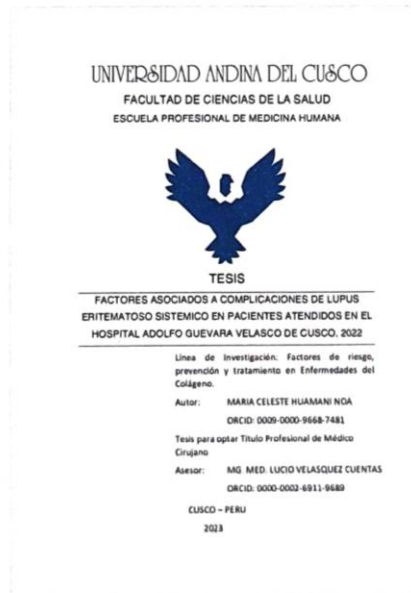 UNIVERSIDAD ANDINA DEL CUSCO
FACULTAD DE CIENCIAS DE LA SALUD
ESCUELA PROFESIONAL DE MEDICINA HUMANA
TESIS
FACTORES ASOCIADOS A COMPLICACIONES DE LUPUS
ERITEMATOSO SISTEMICO EN PACIENTES ATENDIDOS EN EL
HOSPITAL ADOLFO GUEVARA VELASCO DE CUSCO, 2022
Línea de Investigación: Factores de riesgo,
prevención y tratamiento en Enfermedades del
Colágeno.
Autor: MARIA CELESTE HUAMANI NOA
ORCID: 0009-0000-9668-7481
Tesis para optar Título Profesional de Médico
Cirujano
Asesor: MG MED. LUCIO VELASQUEZ CUENTAS
ORCID: 0000-0002-6911-9689
CUSCO – PERU
2023